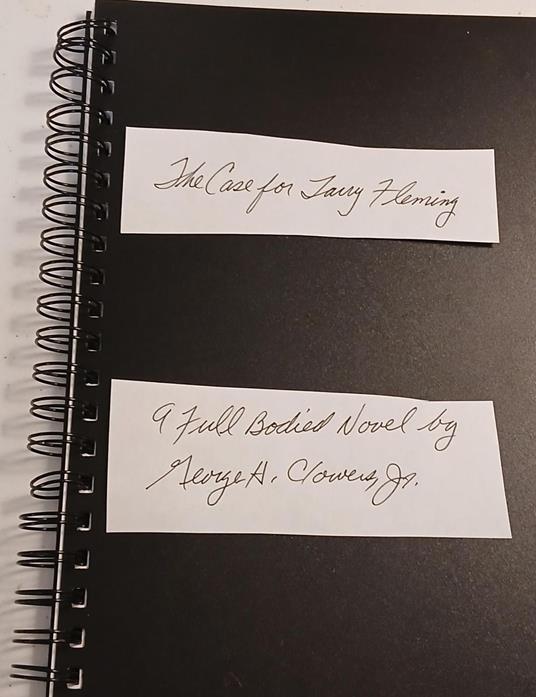 The Case for Larry Fleming
A Full Bodied Novel by
George H. Clowers, Jr.